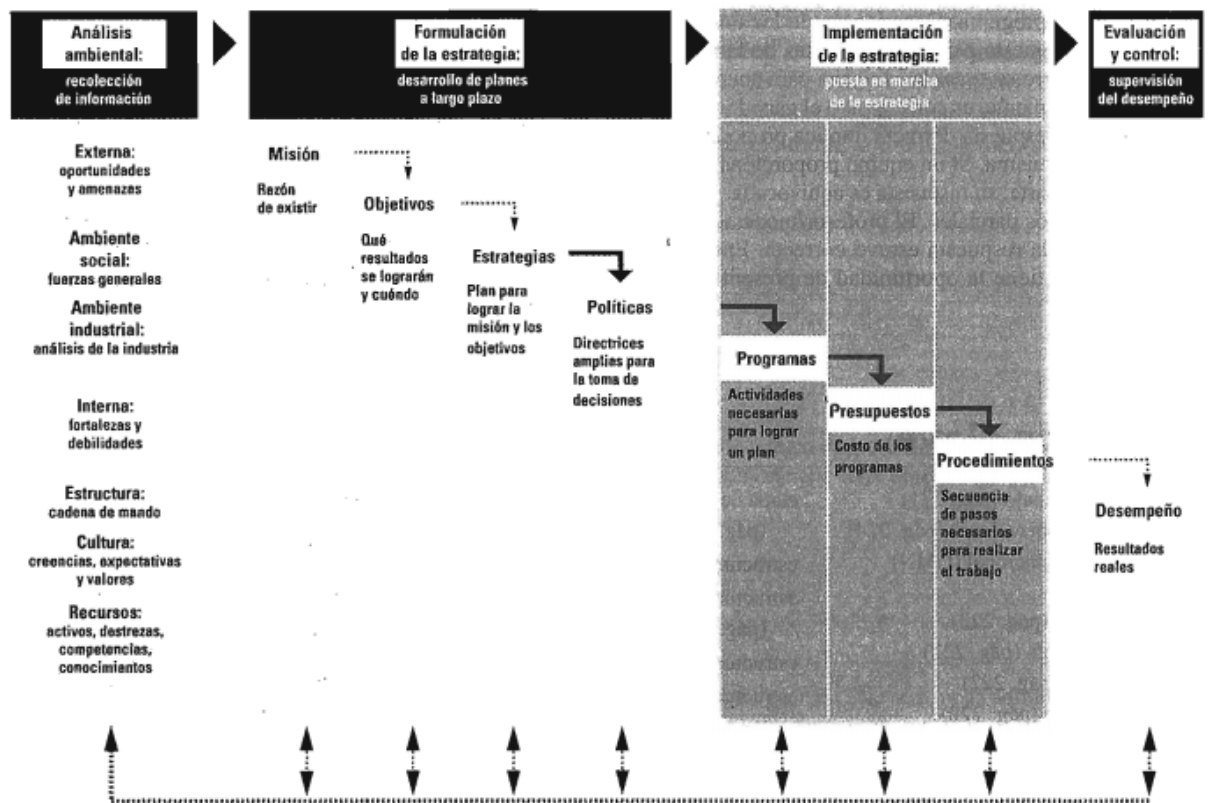 Análisis
ambiental:
recolección
de información
Formulación
de la estrategia:
desarrollo de planes
a largo plazo
Implementación
de la estrategia:
puesta en marcha
de la estrategia
Evaluación
y control:
supervisión
del desempeño
Externa:
oportunidades
y amenazas
Ambiente
social:
fuerzas generales
Ambiente
industrial:
análisis de la industria
Interna:
fortalezas y
debilidades
Estructura:
cadena de mando
Cultura:
creencias, expectativas
y valores
Recursos:
activos, destrezas,
competencias,
conocimientos
Misión
Razón
de existir
Objetivos
Qué
resultados
se lograrán
y cuándo
Estrategias
Plan para
lograr la
misión y los
objetivos
Políticas
Directrices
amplias para
la toma de
decisiones
Programas
Actividades
necesarias
para lograr
un plan
Presupuestos
Costo de los
programas
Procedimientos
Secuencia
de pasos
necesarios
para realizar
el trabajo
Desempeño
Resultados
reales